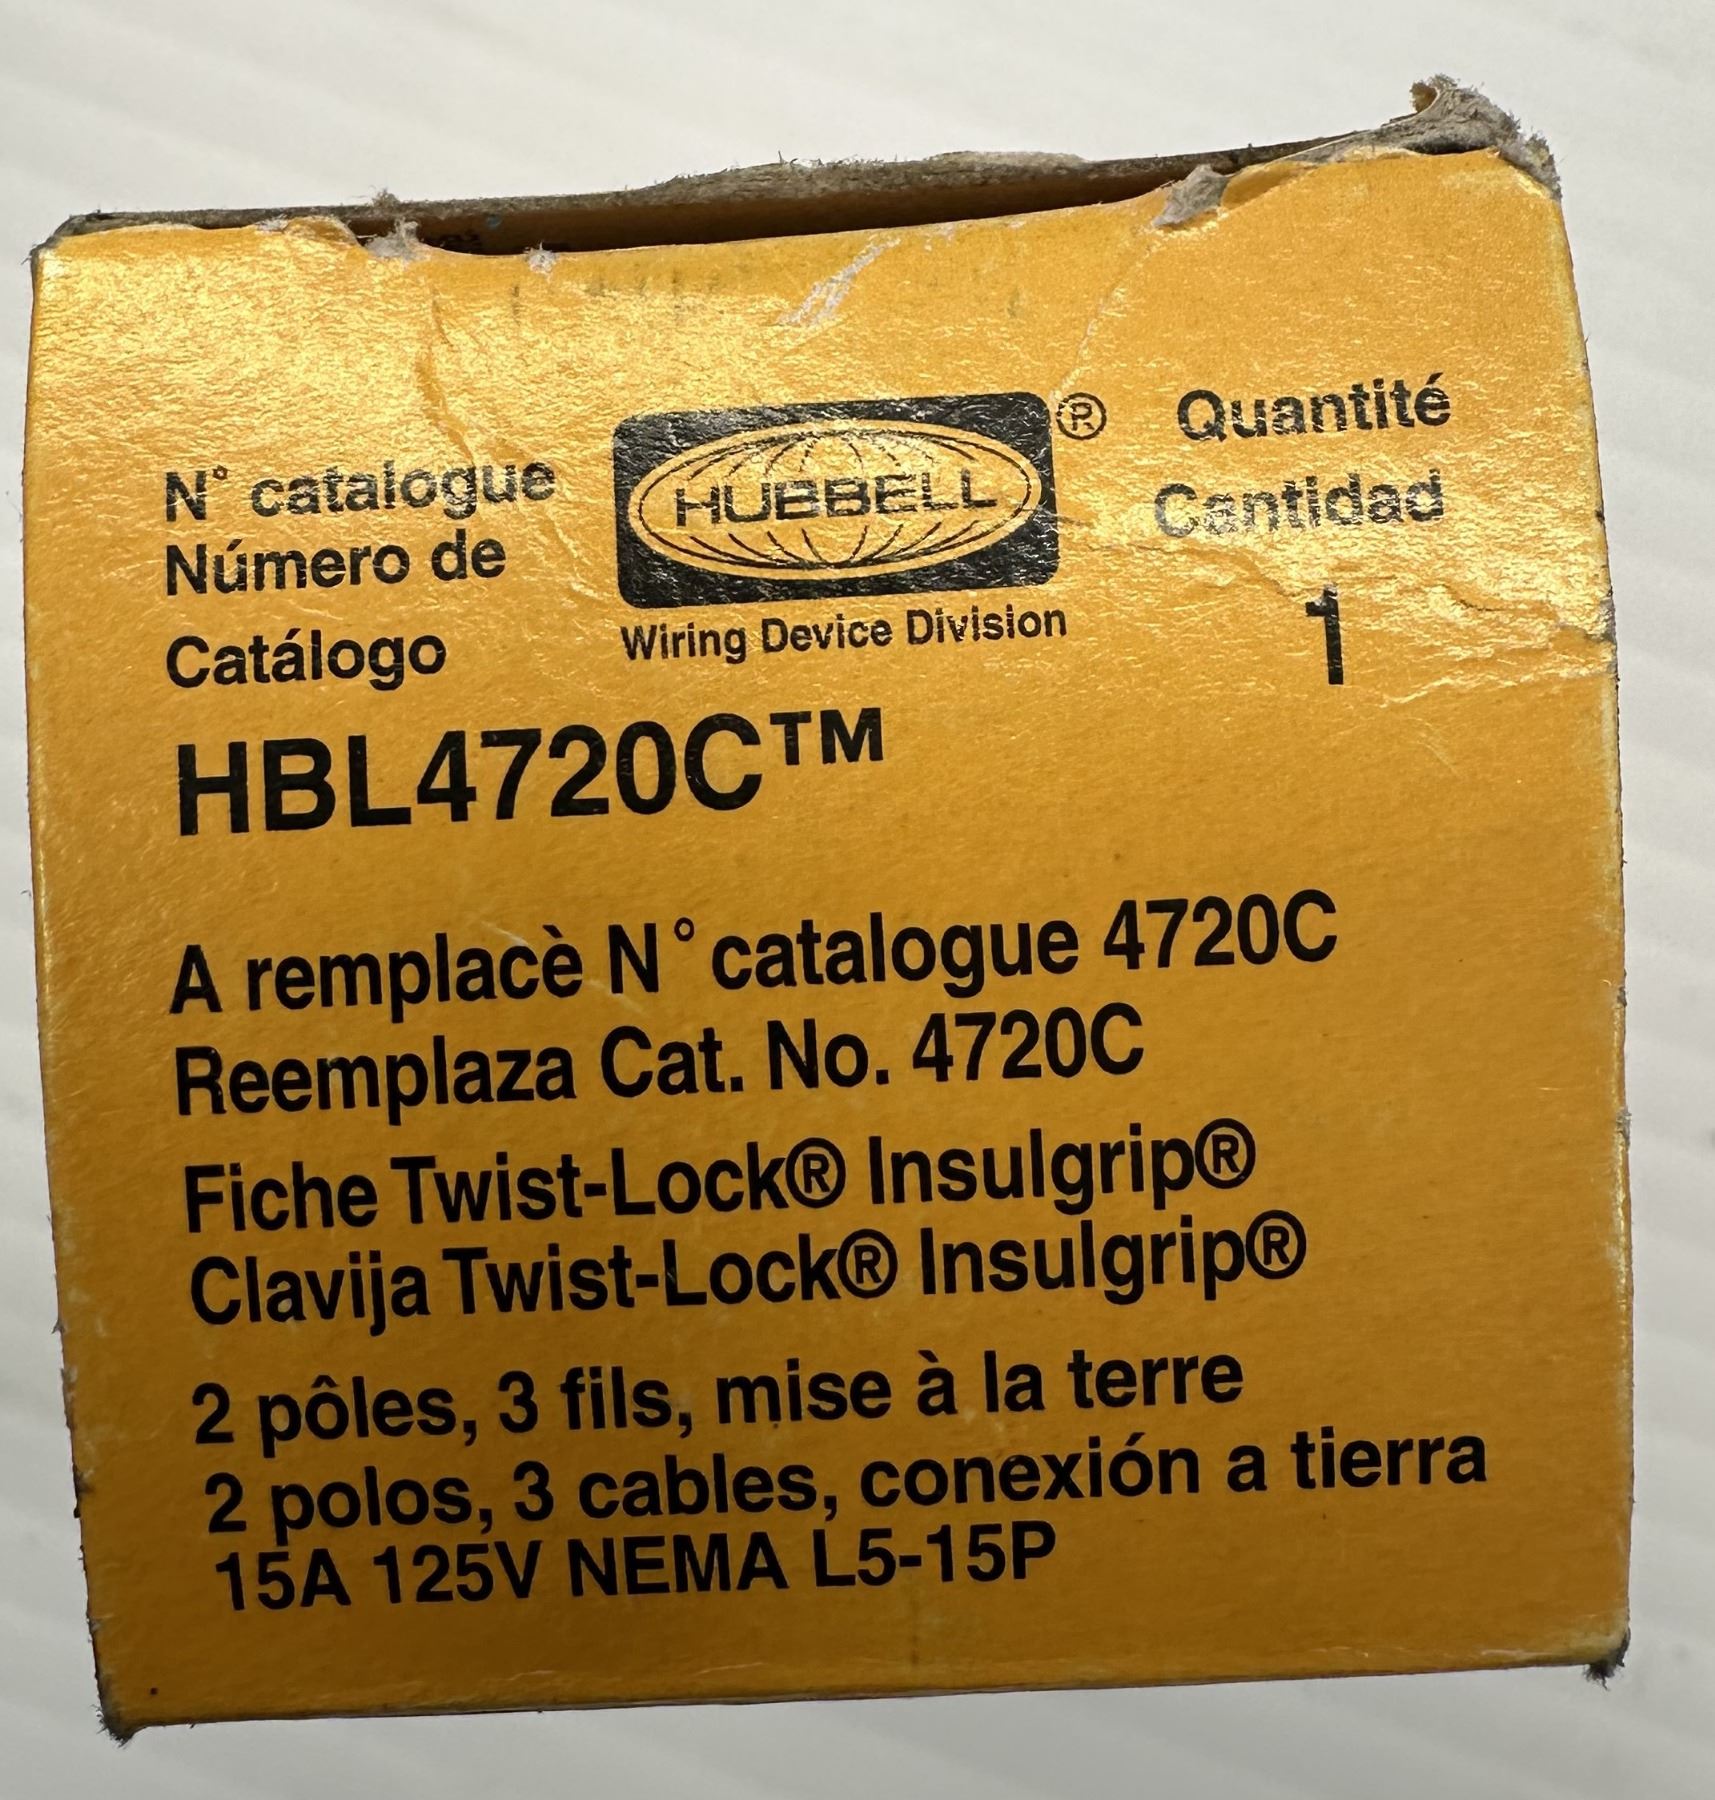 N° catalogue
Número de
Catálogo
HUBBELL ®
Wiring Device Division
Quantité
Cantidad
1
HBL4720C™
A remplacè N° catalogue 4720C
Reemplaza Cat. No. 4720C
Fiche Twist-Lock® Insulgrip®
Clavija Twist-Lock® Insulgrip®
2 pôles, 3 fils, mise à la terre
2 polos, 3 cables, conexión a tierra
15A 125V NEMA L5-15P